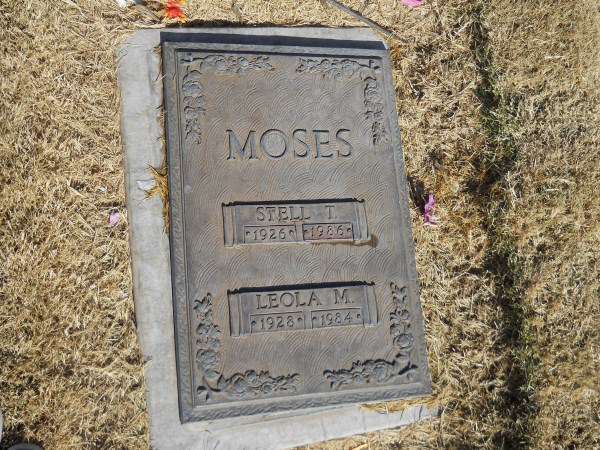 MOSES
STELL T.
•1926• •1986•
LEOLA M.
•1928• •1984•